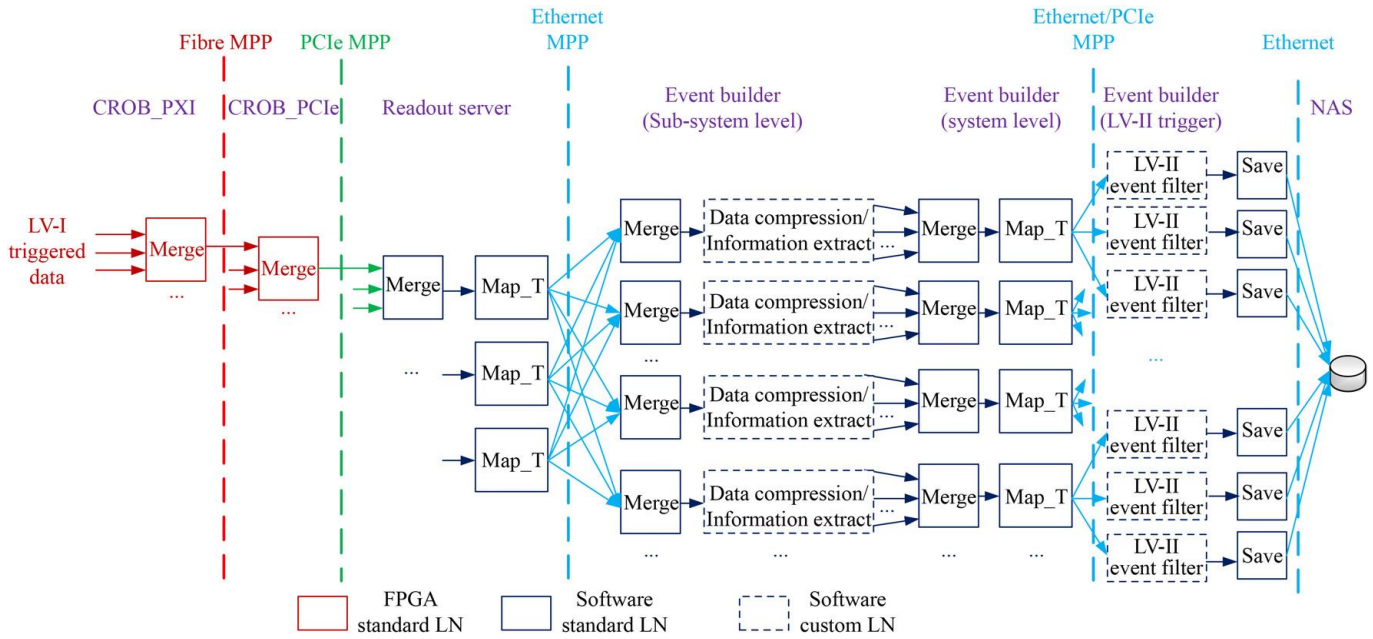 Ethernet
MPP
Ethernet/PCIe
MPP
Fibre MPP
PCIe MPP
Ethernet
CROB_PXI
CROB_PCIe
Readout server
Event builder
(Sub-system level)
Event builder
(system level)
Event builder
(LV-II trigger)
NAS
LV-I
triggered
data
Merge
...
Merge
...
Merge
Map_T
...
Map_T
Map_T
Merge
Data compression/
Information extract
...
Merge
Map_T
Merge
...
Data compression/
Information extract
...
Merge
Map_T
Merge
Data compression/
Information extract
...
Merge
Map_T
Merge
...
Data compression/
Information extract
...
...
Merge
...
Map_T
...
LV-II
event filter
Save
LV-II
event filter
Save
LV-II
event filter
Save
...
LV-II
event filter
Save
LV-II
event filter
Save
LV-II
event filter
Save
FPGA
standard LN
Software
standard LN
Software
custom LN